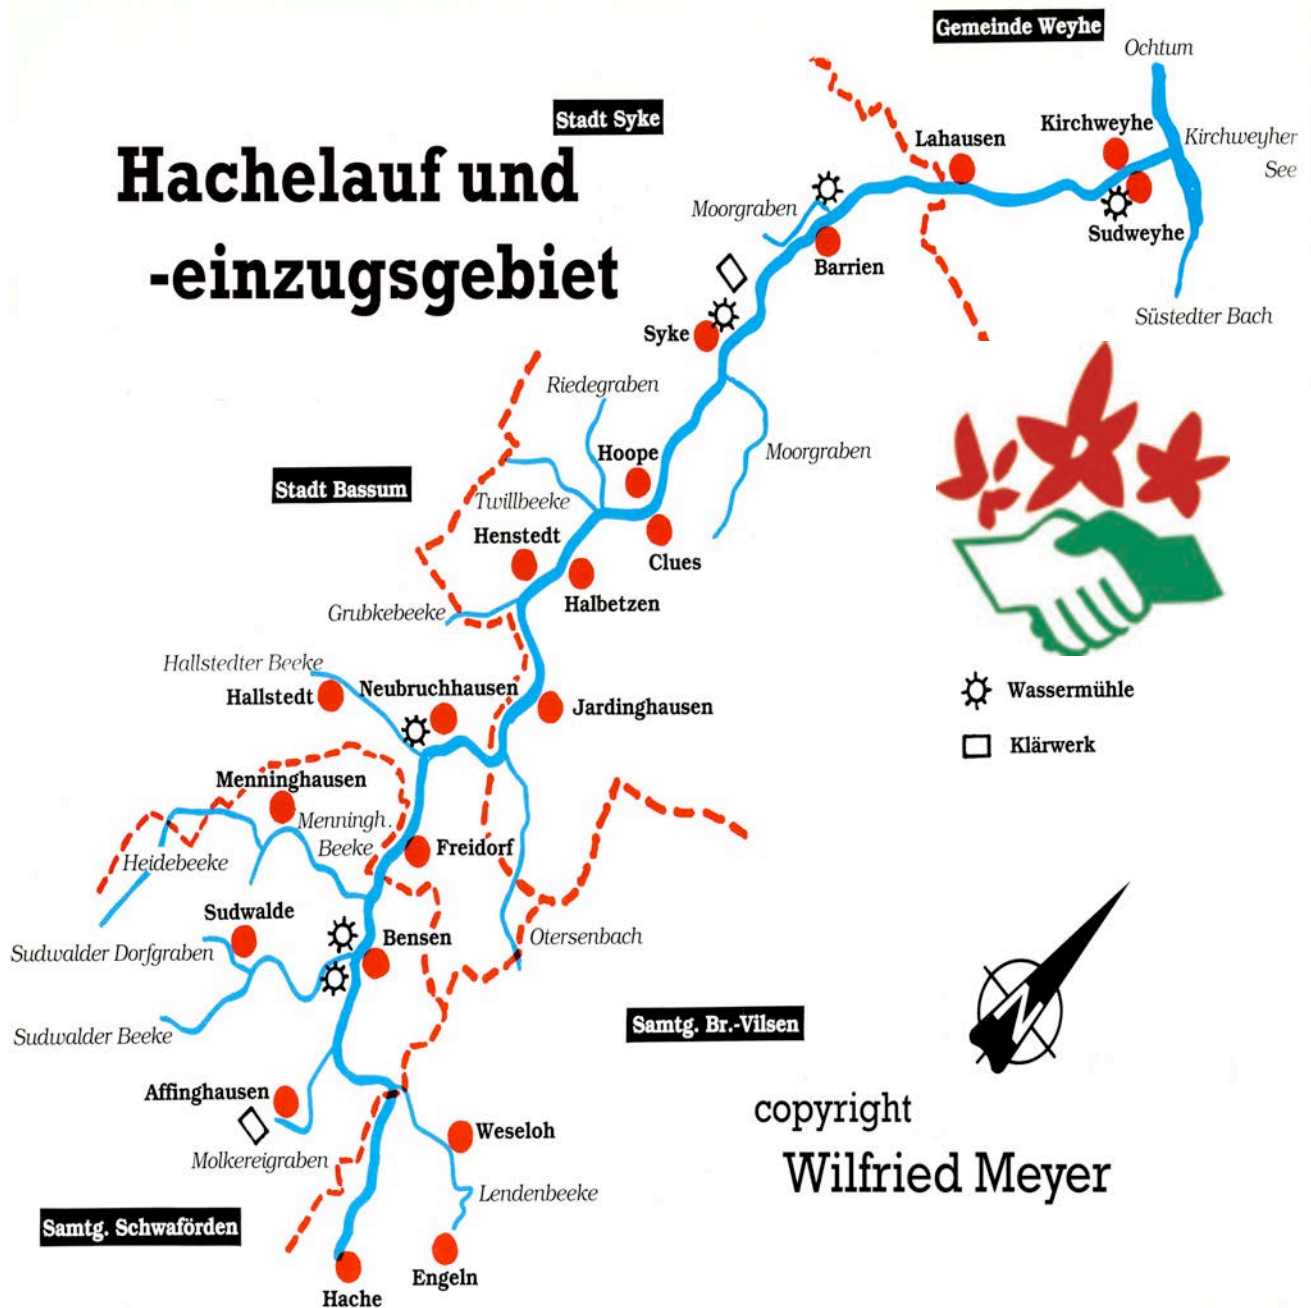 Gemeinde Weyhe
Ochtum
Stadt Syke
Kirchweyhe
Kirchweyher
See
Lahausen
Hachelauf und
-einzugsgebiet
Moorgraben
Sudweyhe
Barrien
Süstedter Bach
Syke
Riedegraben
Hoope
Moorgraben
Stadt Bassum
Twillbeeke
Henstedt
Clues
Halbetzen
Grubkebeeke
Hallstedter Beeke
Hallstedt
Neubruchhausen
Jardinghausen
Wassermühle
Klärwerk
Menninghausen
Menningh.
Beeke
Freidorf
Heidebeeke
Sudwalde
Bensen
Otersenbach
Sudwalder Dorfgraben
Sudwalder Beeke
Samtg. Br.-Vilsen
N
Affinghausen
copyright
Wilfried Meyer
Weseloh
Molkereigraben
Lendenbeeke
Samtg. Schwaförden
Engeln
Hache